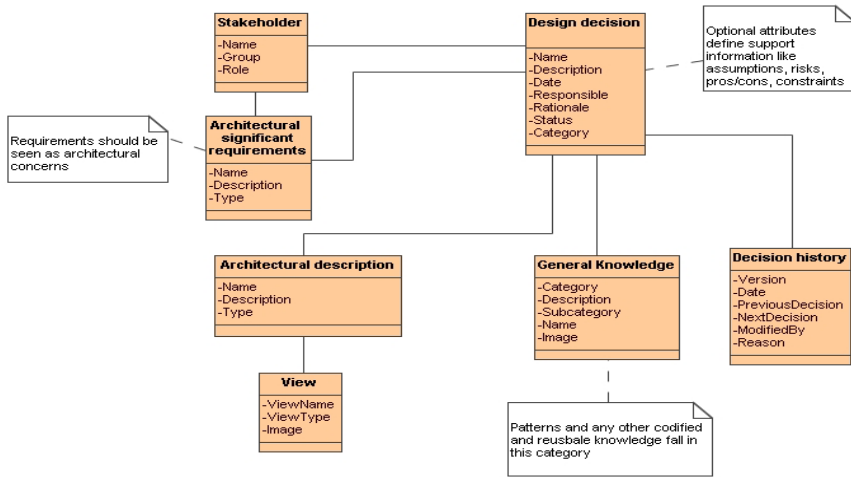 Stakeholder
-Name
-Group
-Role
Design decision
-Name
-Description
-Date
-Responsible
-Rationale
-Status
-Category
Optional attributes
define support
information like
assumptions, risks,
pros/cons, constraints
Requirements should be
seen as architectural
concerns
Architectural
significant
requirements
-Name
-Description
-Type
Architectural description
-Name
-Description
-Type
General Knowledge
-Category
-Description
-Subcategory
-Name
-Image
Decision history
-Version
-Date
-PreviousDecision
-NextDecision
-ModifiedBy
-Reason
View
-ViewName
-ViewType
-Image
Patterns and any other codified
and reusbale knowledge fall in
this category